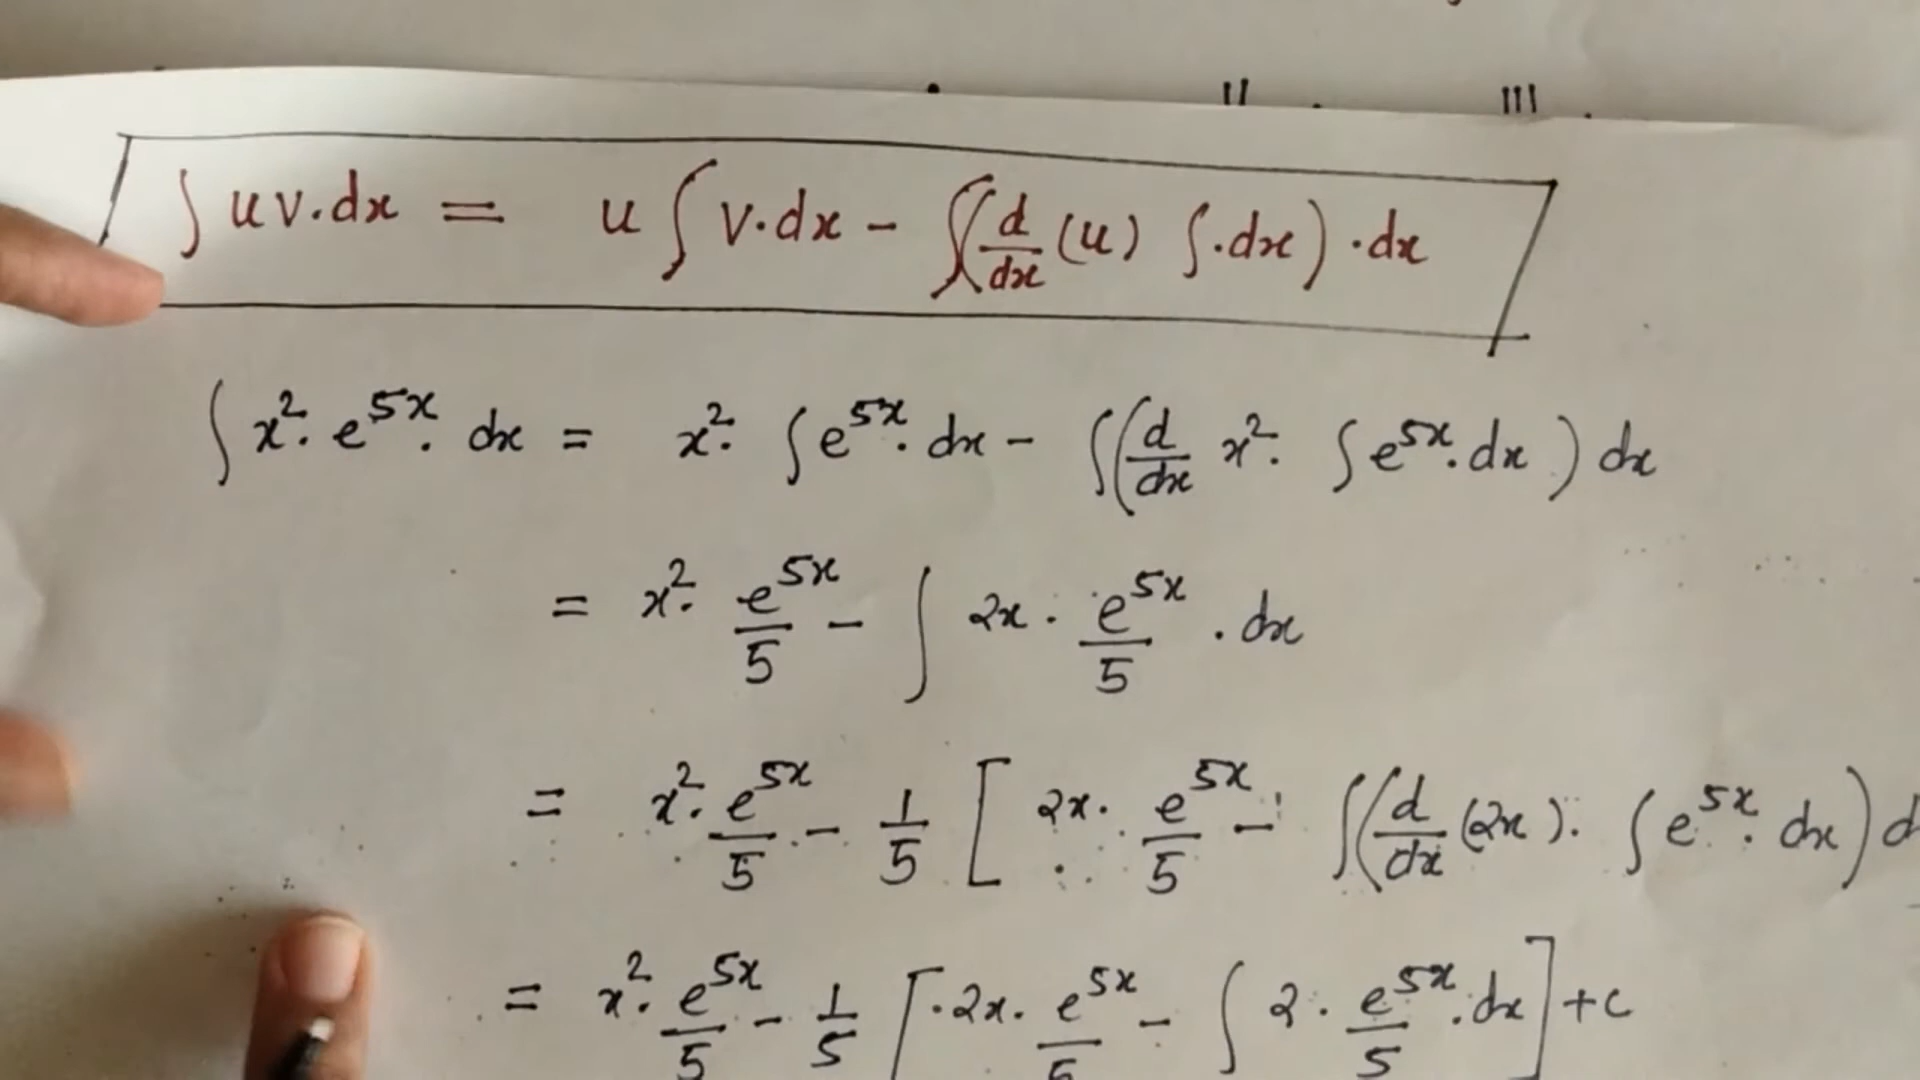 ∫ uv.dx = u ∫ v.dx - ∫(d/dx (u) ∫.dx).dx
∫ x². e^5x. dx = x². ∫ e^5x. dx - ∫(d/dx x². ∫ e^5x. dx) dx
= x². e^5x/5 - ∫ 2x. e^5x/5 . dx
= x². e^5x/5 - 1/5 [ 2x. e^5x/5 - ∫(d/dx (2x). ∫ e^5x. dx) d
= x². e^5x/5 - 1/5 [ .2x. e^5x/5 - ∫ 2. e^5x/5 .dx ] + c